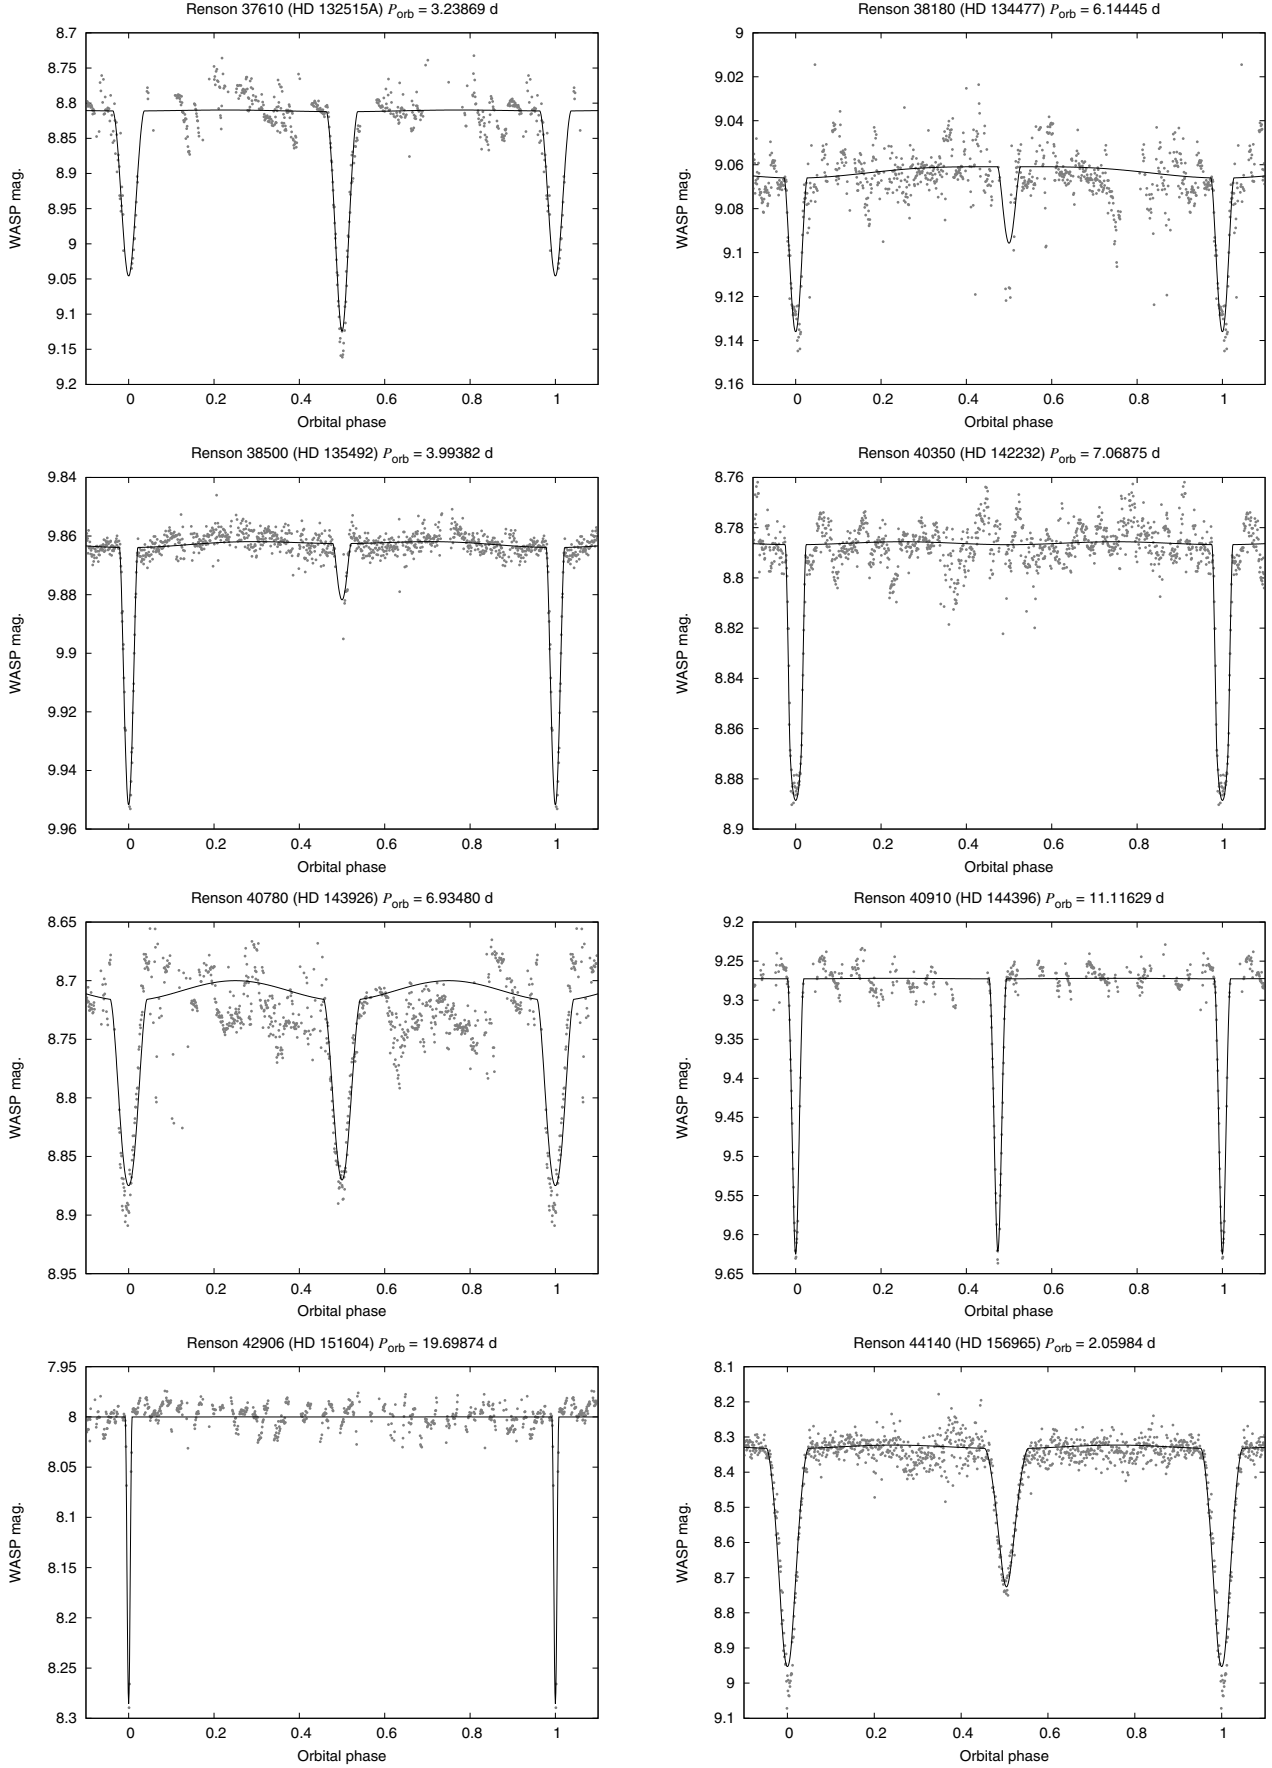 Renson 37610 (HD 132515A) Porb = 3.23869 d
8.7
8.75
8.8
8.85
8.9
8.95
9
9.05
9.1
9.15
9.2
WASP mag.
0 0.2 0.4 0.6 0.8 1
Orbital phase
Renson 38180 (HD 134477) Porb = 6.14445 d
9
9.02
9.04
9.06
9.08
9.1
9.12
9.14
9.16
WASP mag.
0 0.2 0.4 0.6 0.8 1
Orbital phase
Renson 38500 (HD 135492) Porb = 3.99382 d
9.84
9.86
9.88
9.9
9.92
9.94
9.96
WASP mag.
0 0.2 0.4 0.6 0.8 1
Orbital phase
Renson 40350 (HD 142232) Porb = 7.06875 d
8.76
8.78
8.8
8.82
8.84
8.86
8.88
8.9
WASP mag.
0 0.2 0.4 0.6 0.8 1
Orbital phase
Renson 40780 (HD 143926) Porb = 6.93480 d
8.65
8.7
8.75
8.8
8.85
8.9
8.95
WASP mag.
0 0.2 0.4 0.6 0.8 1
Orbital phase
Renson 40910 (HD 144396) Porb = 11.11629 d
9.2
9.25
9.3
9.35
9.4
9.45
9.5
9.55
9.6
9.65
WASP mag.
0 0.2 0.4 0.6 0.8 1
Orbital phase
Renson 42906 (HD 151604) Porb = 19.69874 d
7.95
8
8.05
8.1
8.15
8.2
8.25
8.3
WASP mag.
0 0.2 0.4 0.6 0.8 1
Orbital phase
Renson 44140 (HD 156965) Porb = 2.05984 d
8.1
8.2
8.3
8.4
8.5
8.6
8.7
8.8
8.9
9
9.1
WASP mag.
0 0.2 0.4 0.6 0.8 1
Orbital phase